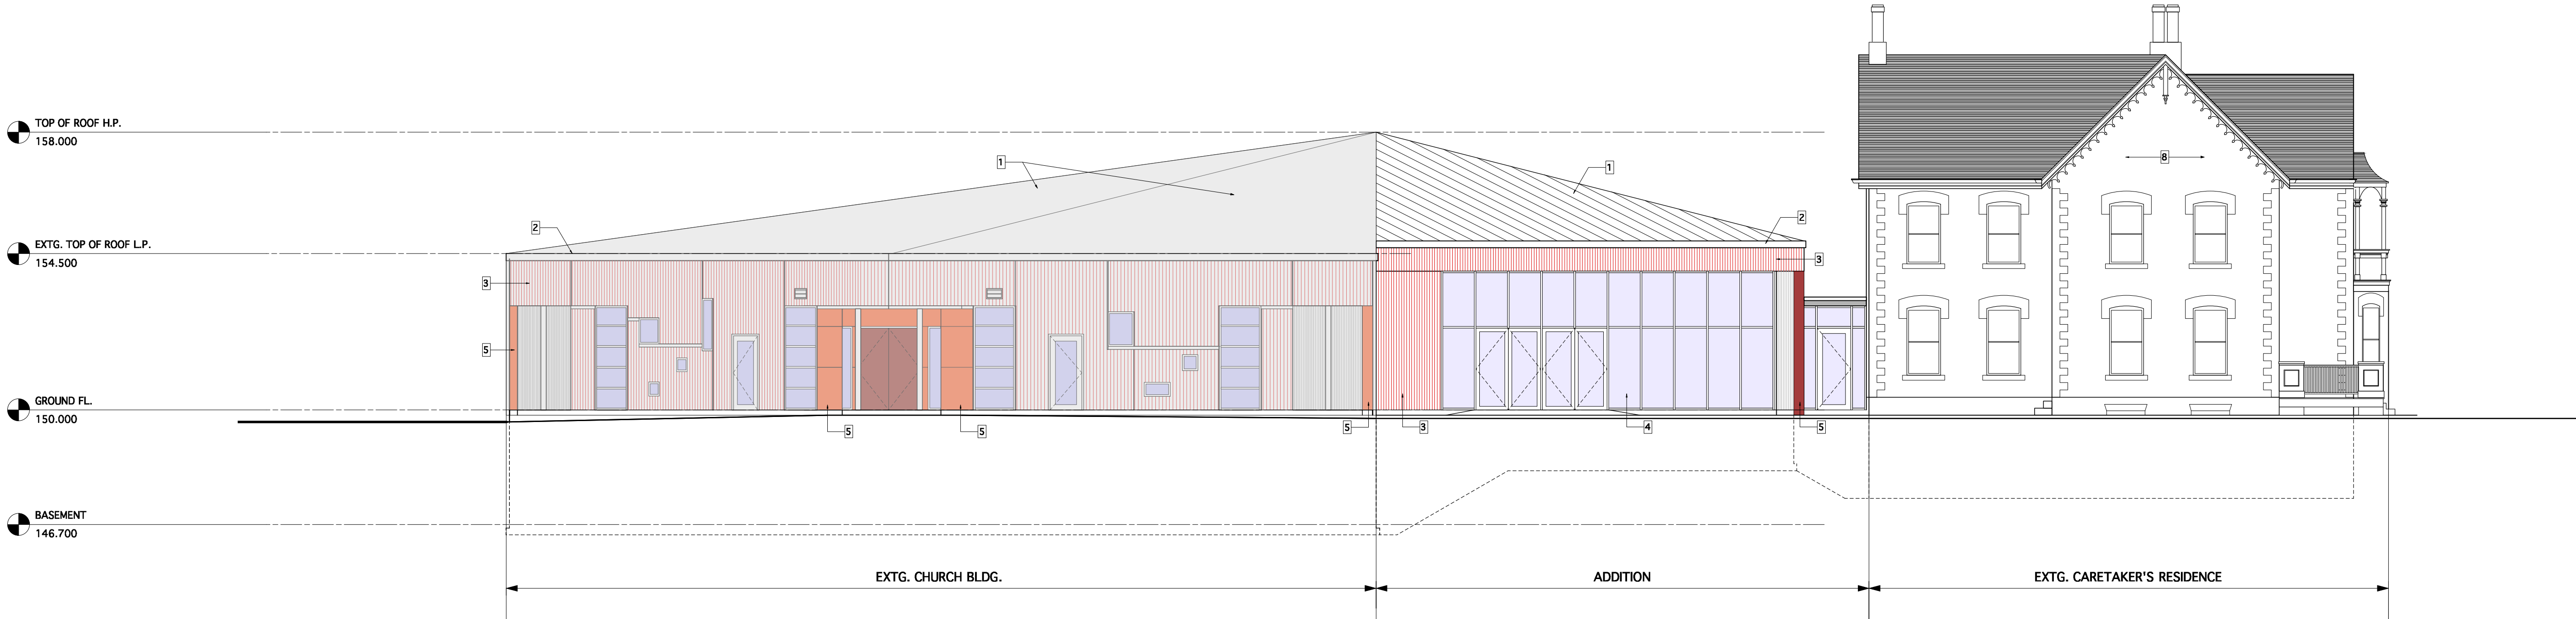 TOP OF ROOF H.P.
158.000
1
1
8
2
2
EXTG. TOP OF ROOF L.P.
154.500
3
3
5
GROUND FL.
150.000
5
5
5
3
4
5
BASEMENT
146.700
EXTG. CHURCH BLDG.
ADDITION
EXTG. CARETAKER'S RESIDENCE